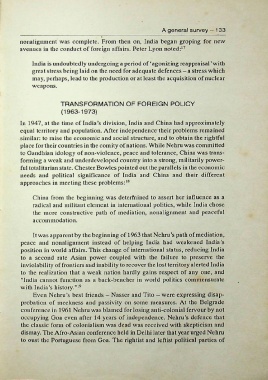 A general survey – 133
nonalignment was complete. From then on, India began groping for new
avenues in the conduct of foreign affairs. Peter Lyon noted:
India is undoubtedly undergoing a period of 'agonizing reappraisal' with
great stress being laid on the need for adequate defences – a stress which
may, perhaps, lead to the production or at least the acquisition of nuclear
weapons.
TRANSFORMATION OF FOREIGN POLICY
(1963-1973)
In 1947, at the time of India's division, India and China had approximately
equal territory and population. After independence their problems remained
similar: to raise the economic and social structure, and to obtain the rightful
place for their countries in the comity of nations. While Nehru was committed
to Gandhian idology of non-violence, peace and tolerance, China was trans-
forming a weak and underdeveloped country into a strong, militarily power-
ful totalitarian state. Chester Bowles pointed out the parallels in the economic
needs and political significance of India and China and their different
approaches in meeting these problems:
China from the beginning was determined to assert her influence as a
radical and militant element in international politics, while India chose
the more constructive path of mediation, nonalignment and peaceful
accommodation.
It was apparent by the beginning of 1963 that Nehru's path of mediation,
peace and nonalignment instead of helping India had weakened India's
position in world affairs. This change of international status, reducing India
to a second rate Asian power coupled with the failure to preserve the
inviolability of frontiers and inability to recover the lost territory alerted India
to the realization that a weak nation hardly gains respect of any one, and
"India cannot function as a back-bencher in world politics commensurate
with India's history."
Even Nehru's best friends – Nasser and Tito – were expressing disap-
probation of meekness and passivity on some measures. At the Belgrade
conference in 1961 Nehru was blamed for losing anti-colonial fervour by not
occupying Goa even after 14 years of independence. Nehru's defence that
the classic form of colonialism was dead was received with skepticism and
dismay. The Afro-Asian conference held in Delhi later that year urged Nehru
to oust the Portuguese from Goa. The rightist and leftist political parties of